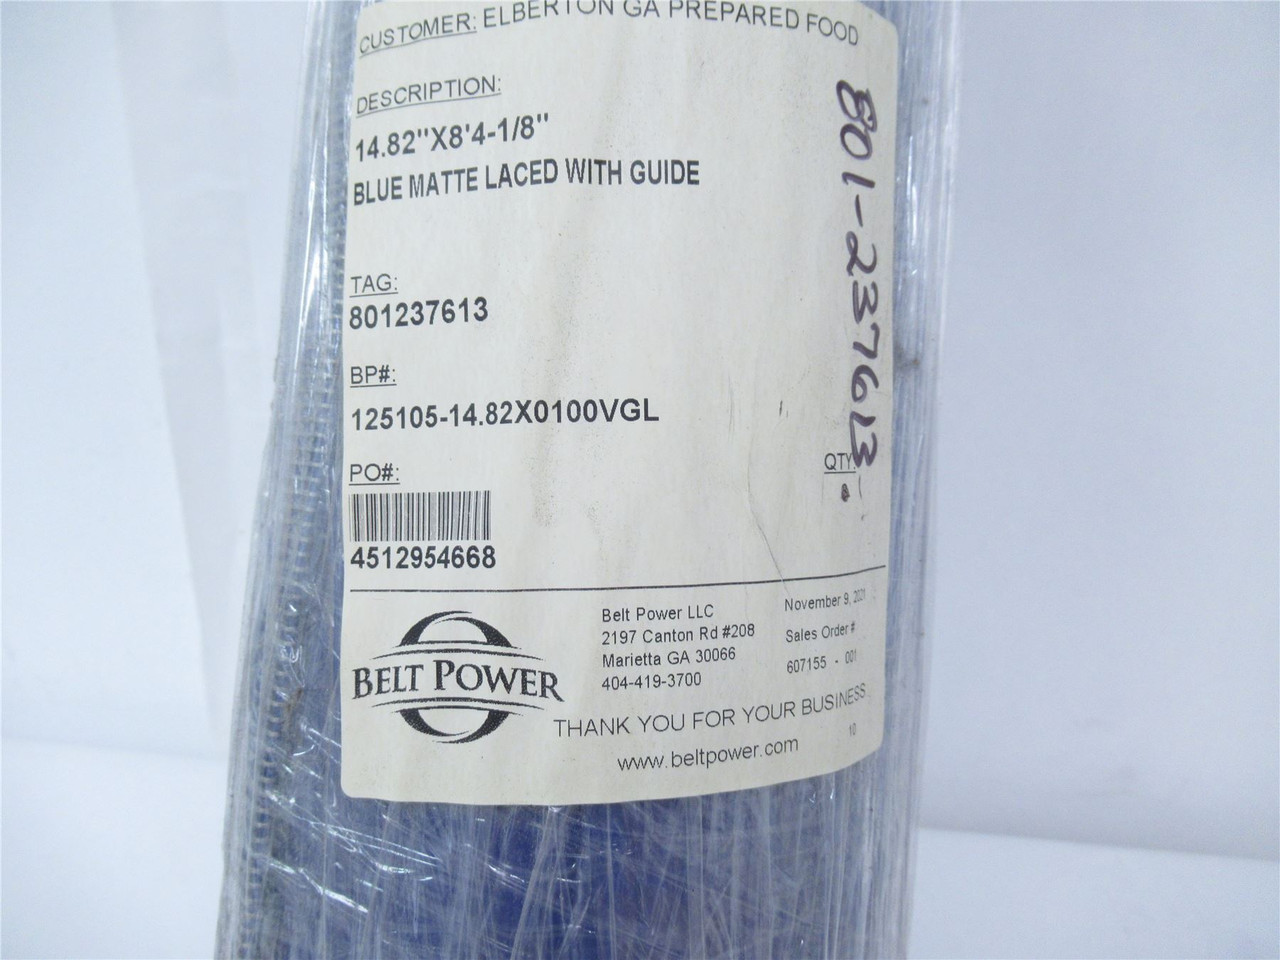 CUSTOMER: ELBERTON GA PREPARED FOOD
DESCRIPTION:
14.82"X8'4-1/8"
BLUE MATTE LACED WITH GUIDE
TAG:
801237613
BP#:
125105-14.82X0100VGL
PO#:
4512954668
QTY:
801-237613
BELT POWER
Belt Power LLC
2197 Canton Rd #208
Marietta GA 30066
404-419-3700
November 9, 2021
Sales Order #
607155 - 001
THANK YOU FOR YOUR BUSINESS
www.beltpower.com
10